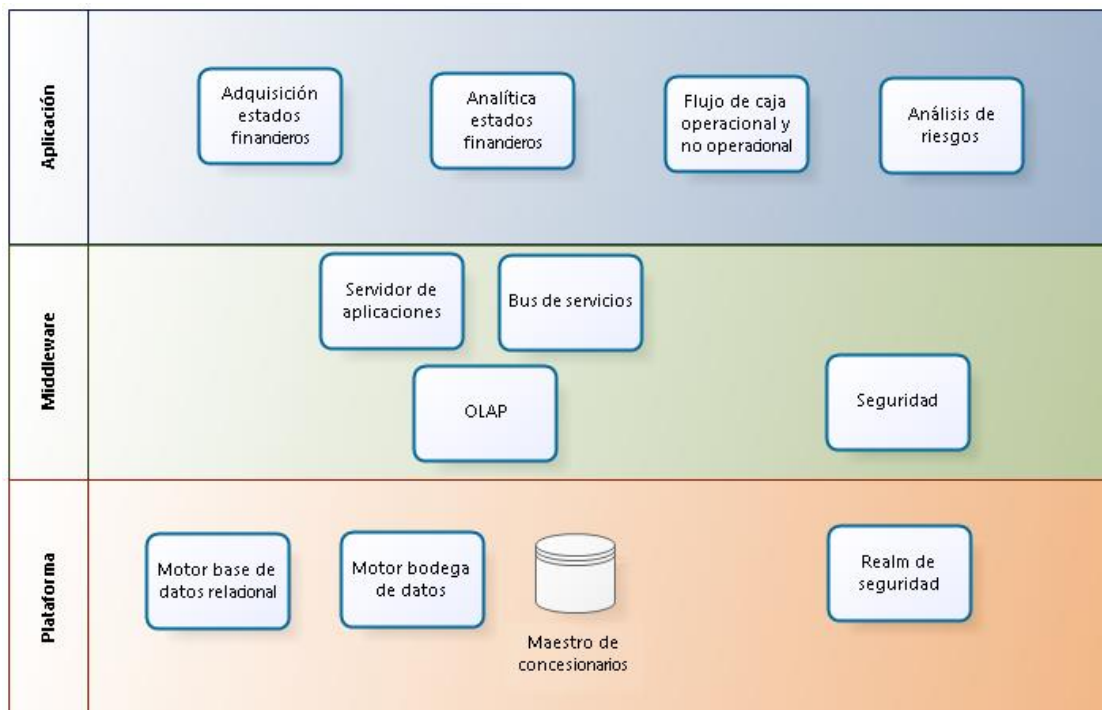 Aplicación
Adquisición
estados
financieros
Analítica
estados
financieros
Flujo de caja
operacional y
no operacional
Análisis de
riesgos
Middleware
Servidor de
aplicaciones
Bus de servicios
OLAP
Seguridad
Plataforma
Motor base de
datos relacional
Motor bodega
de datos
Maestro de
concesionarios
Realm de
seguridad